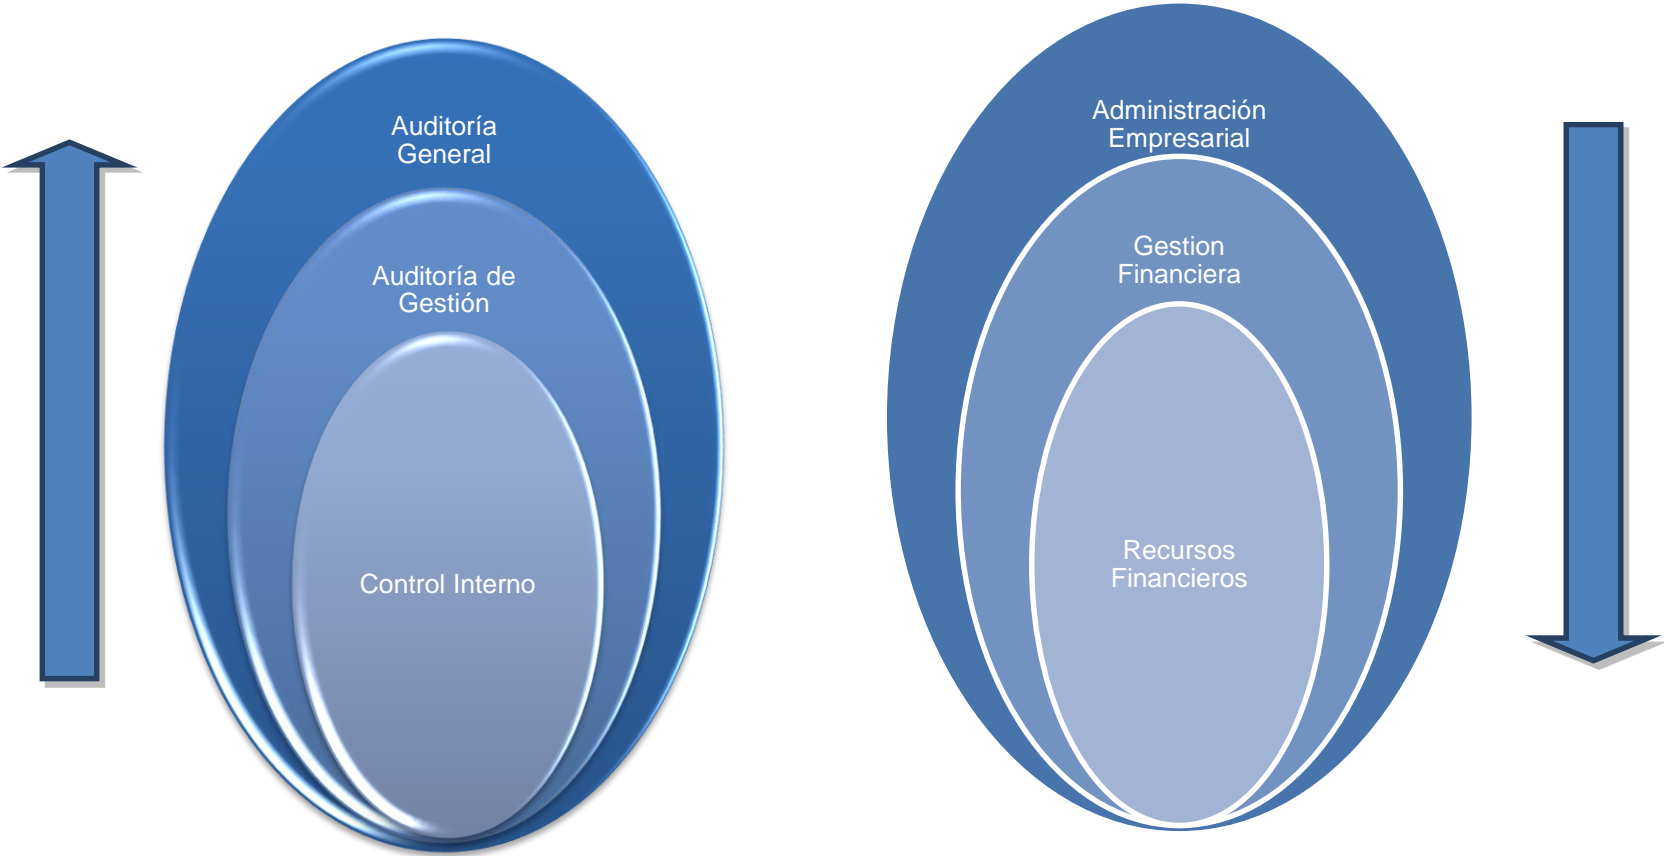 Auditoría
General
Auditoría de
Gestión
Control Interno
Administración
Empresarial
Gestion
Financiera
Recursos
Financieros